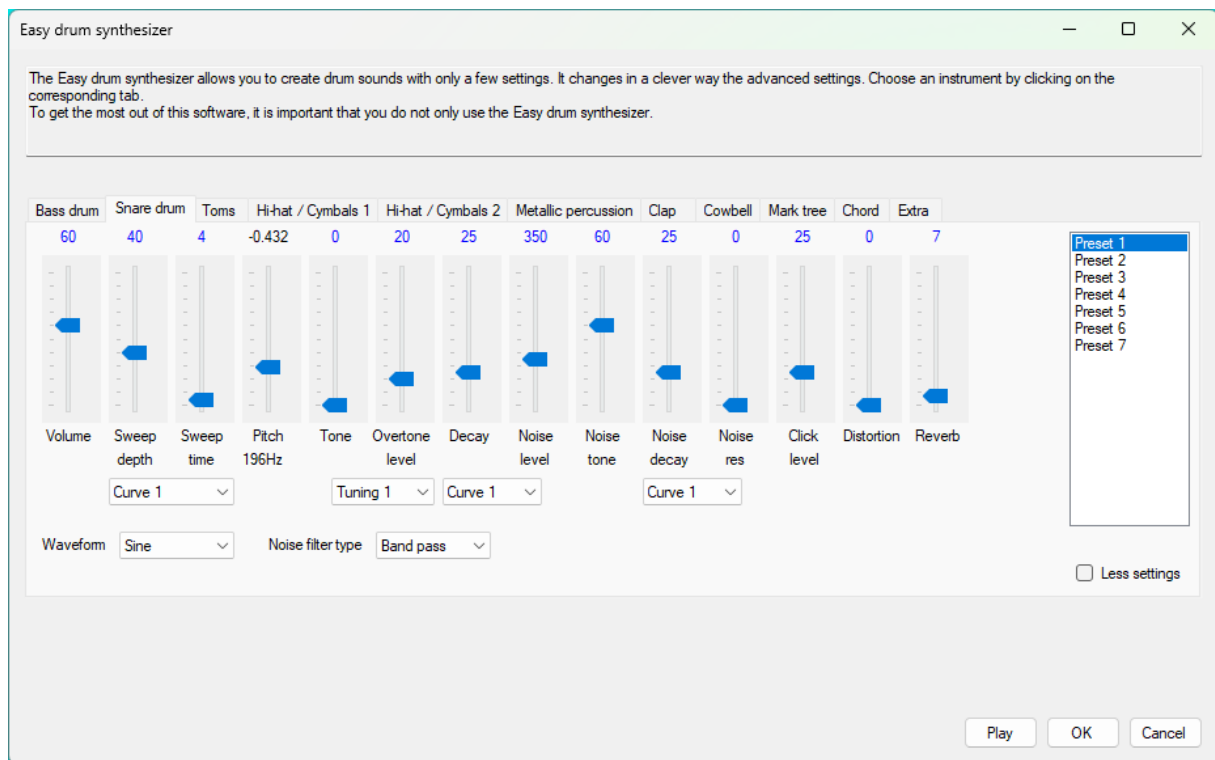 Easy drum synthesizer
The Easy drum synthesizer allows you to create drum sounds with only a few settings. It changes in a clever way the advanced settings. Choose an instrument by clicking on the
corresponding tab.
To get the most out of this software, it is important that you do not only use the Easy drum synthesizer.
Bass drum Snare drum Toms Hi-hat / Cymbals 1 Hi-hat / Cymbals 2 Metallic percussion Clap Cowbell Mark tree Chord Extra
60 40 4 -0.432 0 20 25 350 60 25 0 25 0 7
Volume Sweep Sweep Pitch Tone Overtone Decay Noise Noise Noise Noise Click Distortion Reverb
depth time 196Hz level level tone decay res level
Curve 1 Tuning 1 Curve 1 Curve 1
Waveform Sine Noise filter type Band pass
Preset 1
Preset 2
Preset 3
Preset 4
Preset 5
Preset 6
Preset 7
Less settings
Play OK Cancel